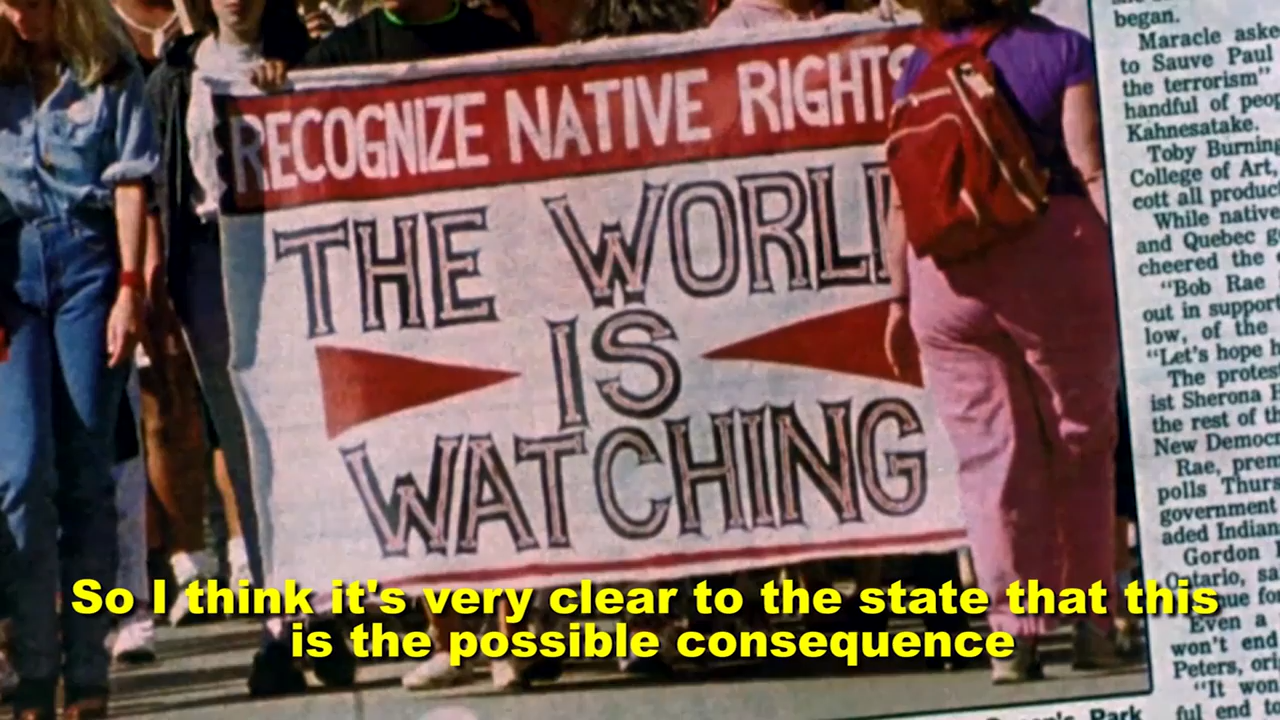 RECOGNIZE NATIVE RIGHTS
THE WORLD
IS
WATCHING
began.
Maracle aske
to Sauve Paul
the terrorism"
handful of peop
Kahnesatake.
Toby Burning
College of Art,
cott all produc
While native
and Quebec g
cheered the
"Bob Rae
out in support
low, of the
"Let's hope h
The protest
ist Sherona
the rest of th
New Democr
Rae, prem
polls Thurs
government
aded Indian
Gordon
Ontario, sa
nue for
Even a
won't end
Peters, ori
"It won
ful end to
Park
So I think it's very clear to the state that this
is the possible consequence